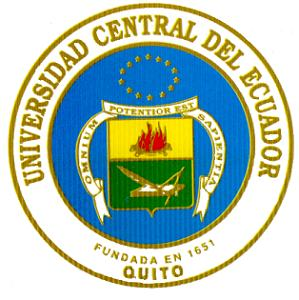 UNIVERSIDAD CENTRAL DEL ECUADOR
OMNIUM POTENTIOR EST SAPIENTIA
FUNDADA EN 1651
QUITO